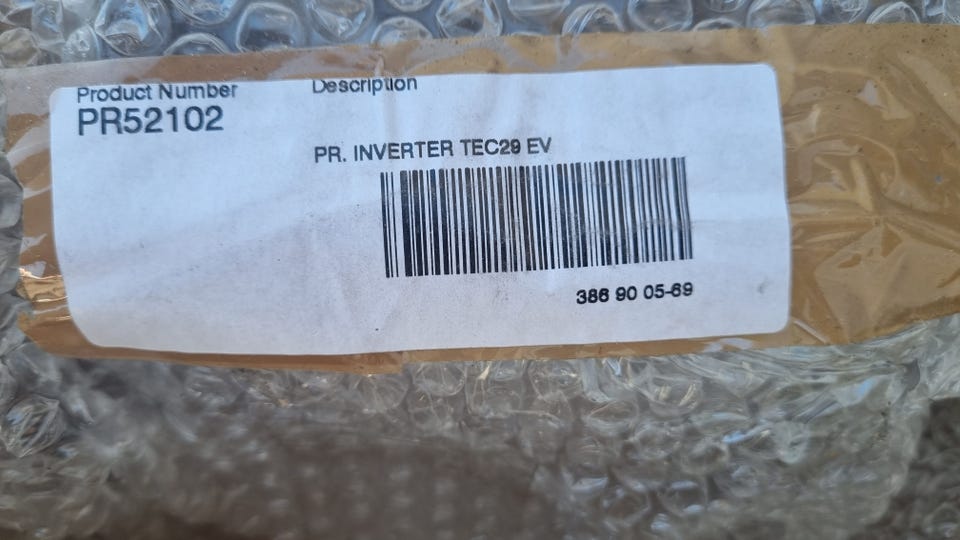 Product Number
Description
PR52102
PR. INVERTER TEC29 EV
386 90 05-69